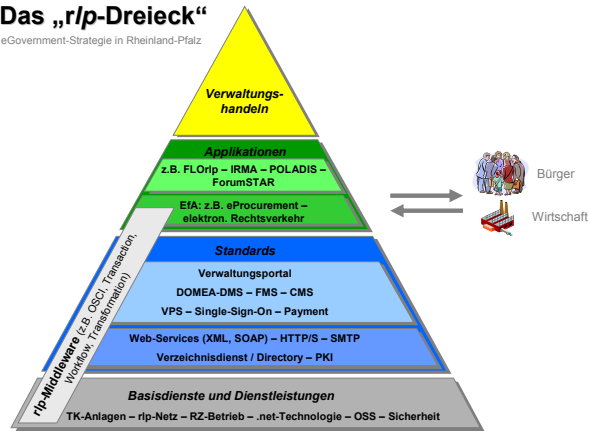 Das „rlp-Dreieck“
eGovernment-Strategie in Rheinland-Pfalz
Verwaltungs-
handeln
Applikationen
z.B. FLOrlp – IRMA – POLADIS –
ForumSTAR
EfA: z.B. eProcurement –
elektron. Rechtsverkehr
Bürger
Wirtschaft
rlp-Middleware (z.B. OSCI, Transaction,
Workflow, Transformation)
Standards
Verwaltungsportal
DOMEA-DMS – FMS – CMS
VPS – Single-Sign-On – Payment
Web-Services (XML, SOAP) – HTTP/S – SMTP
Verzeichnisdienst / Directory – PKI
Basisdienste und Dienstleistungen
TK-Anlagen – rlp-Netz – RZ-Betrieb – .net-Technologie – OSS – Sicherheit